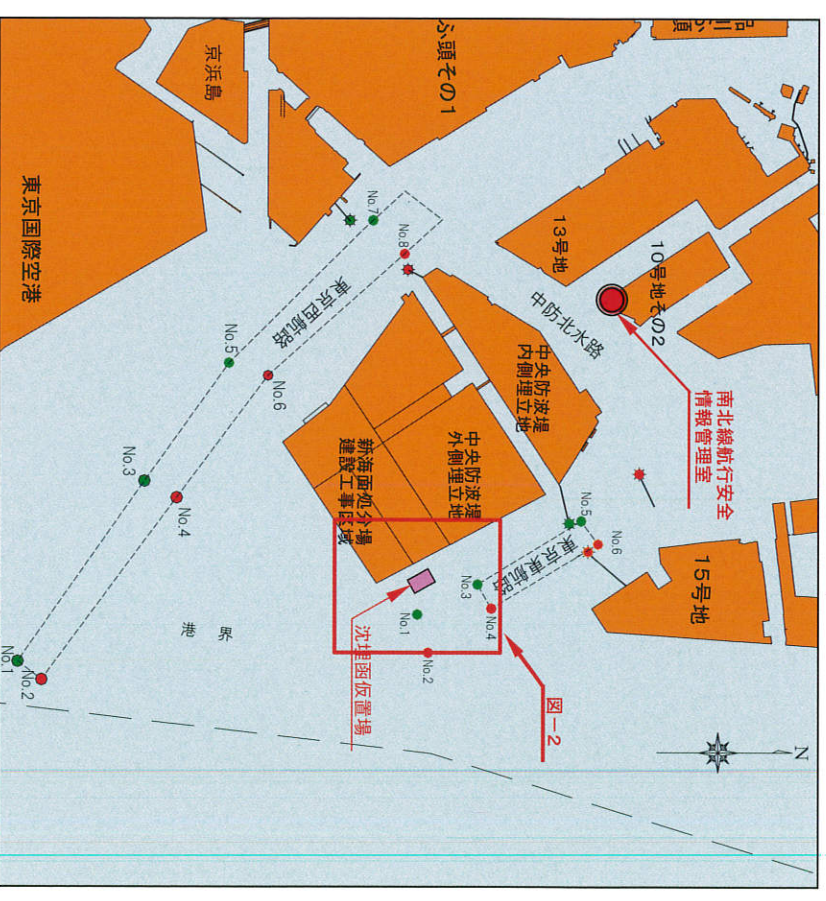 N
南北線航行安全
情報管理室
15号地
10号地その2
13号地
中防北水路
No.6
No.5
図－2
東京東航路
中央防波堤
内側埋立地
No.4
No.3
ふ頭その1
中央防波堤
外側埋立地
No.2
No.1
No.8
No.7
新海面処分場
建設工事区域
沈埋函仮置場
東京西航路
No.6
No.5
京浜島
港界
No.4
No.3
東京国際空港
No.2
No.1